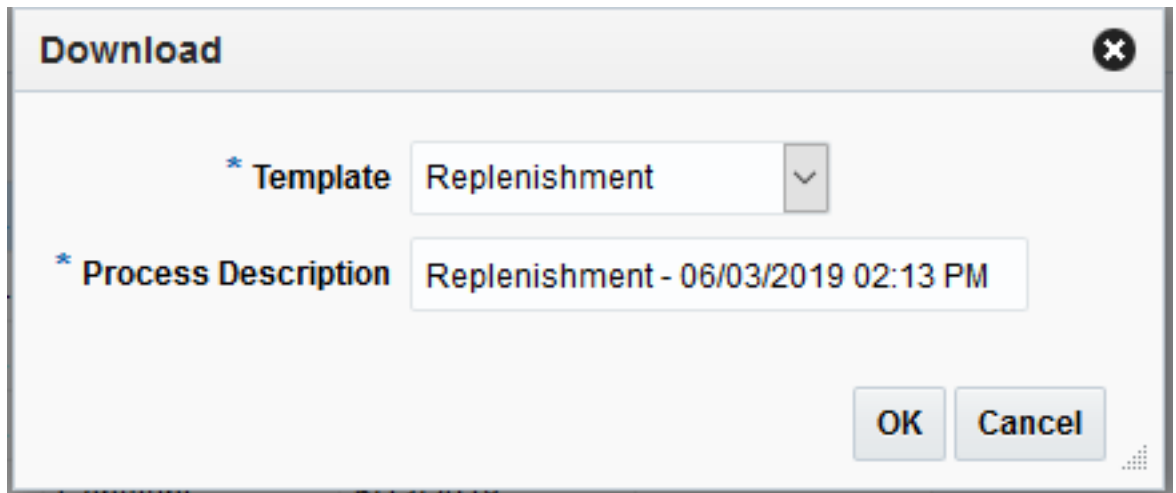 Download
* Template Replenishment
* Process Description Replenishment - 06/03/2019 02:13 PM
OK Cancel